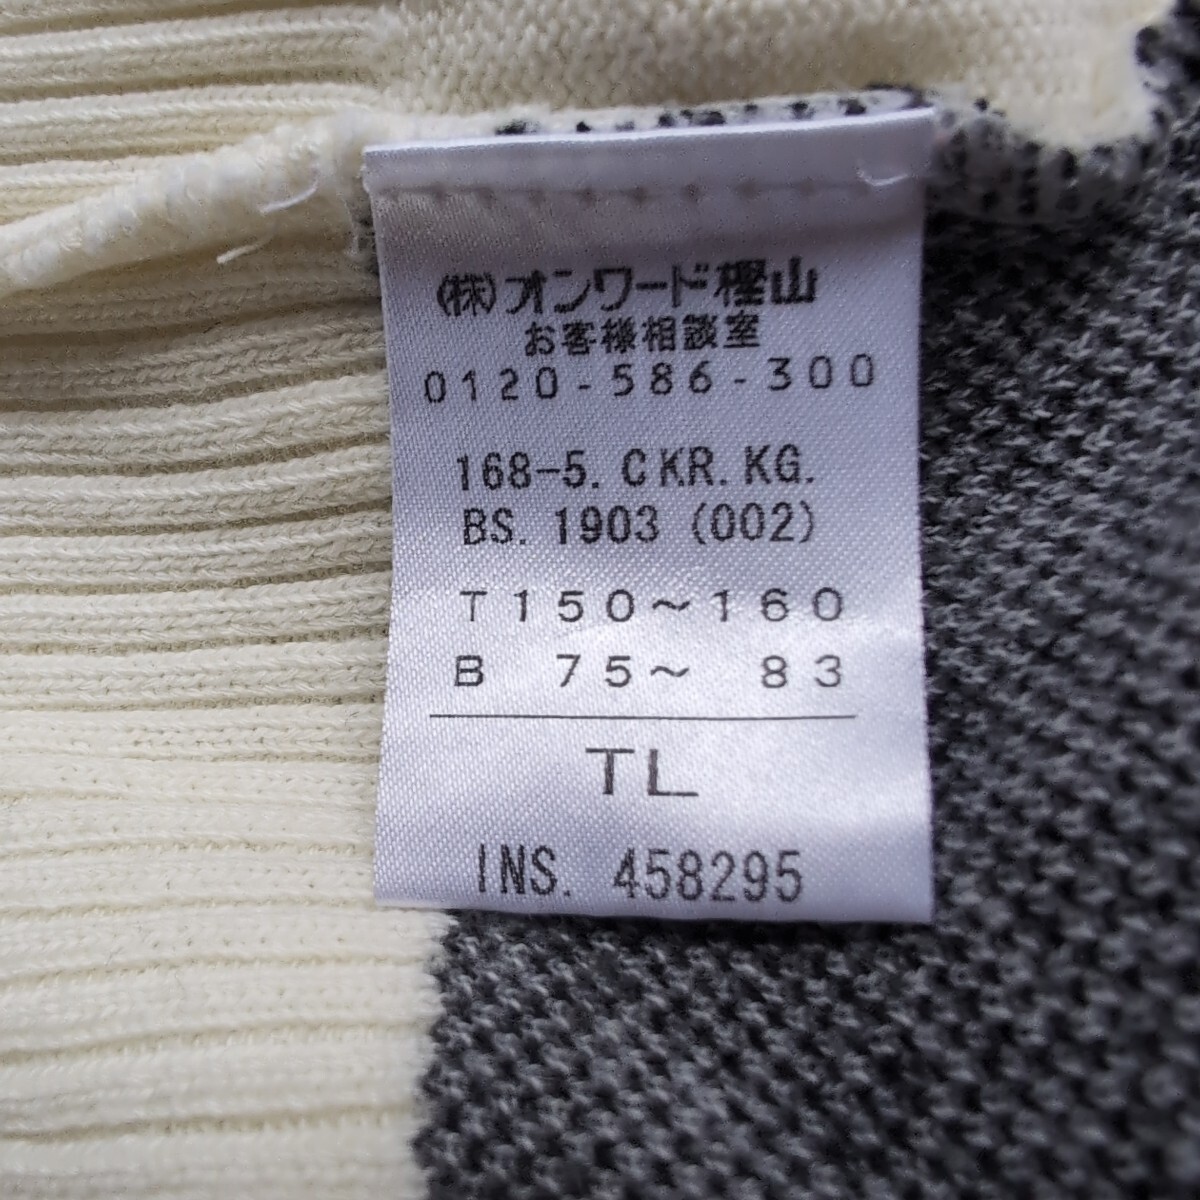 (株)オンワード樫山
お客様相談室
0120-586-300
168-5. CKR. KG.
BS. 1903 (002)
T150～160
B 75～ 83
TL
INS. 458295